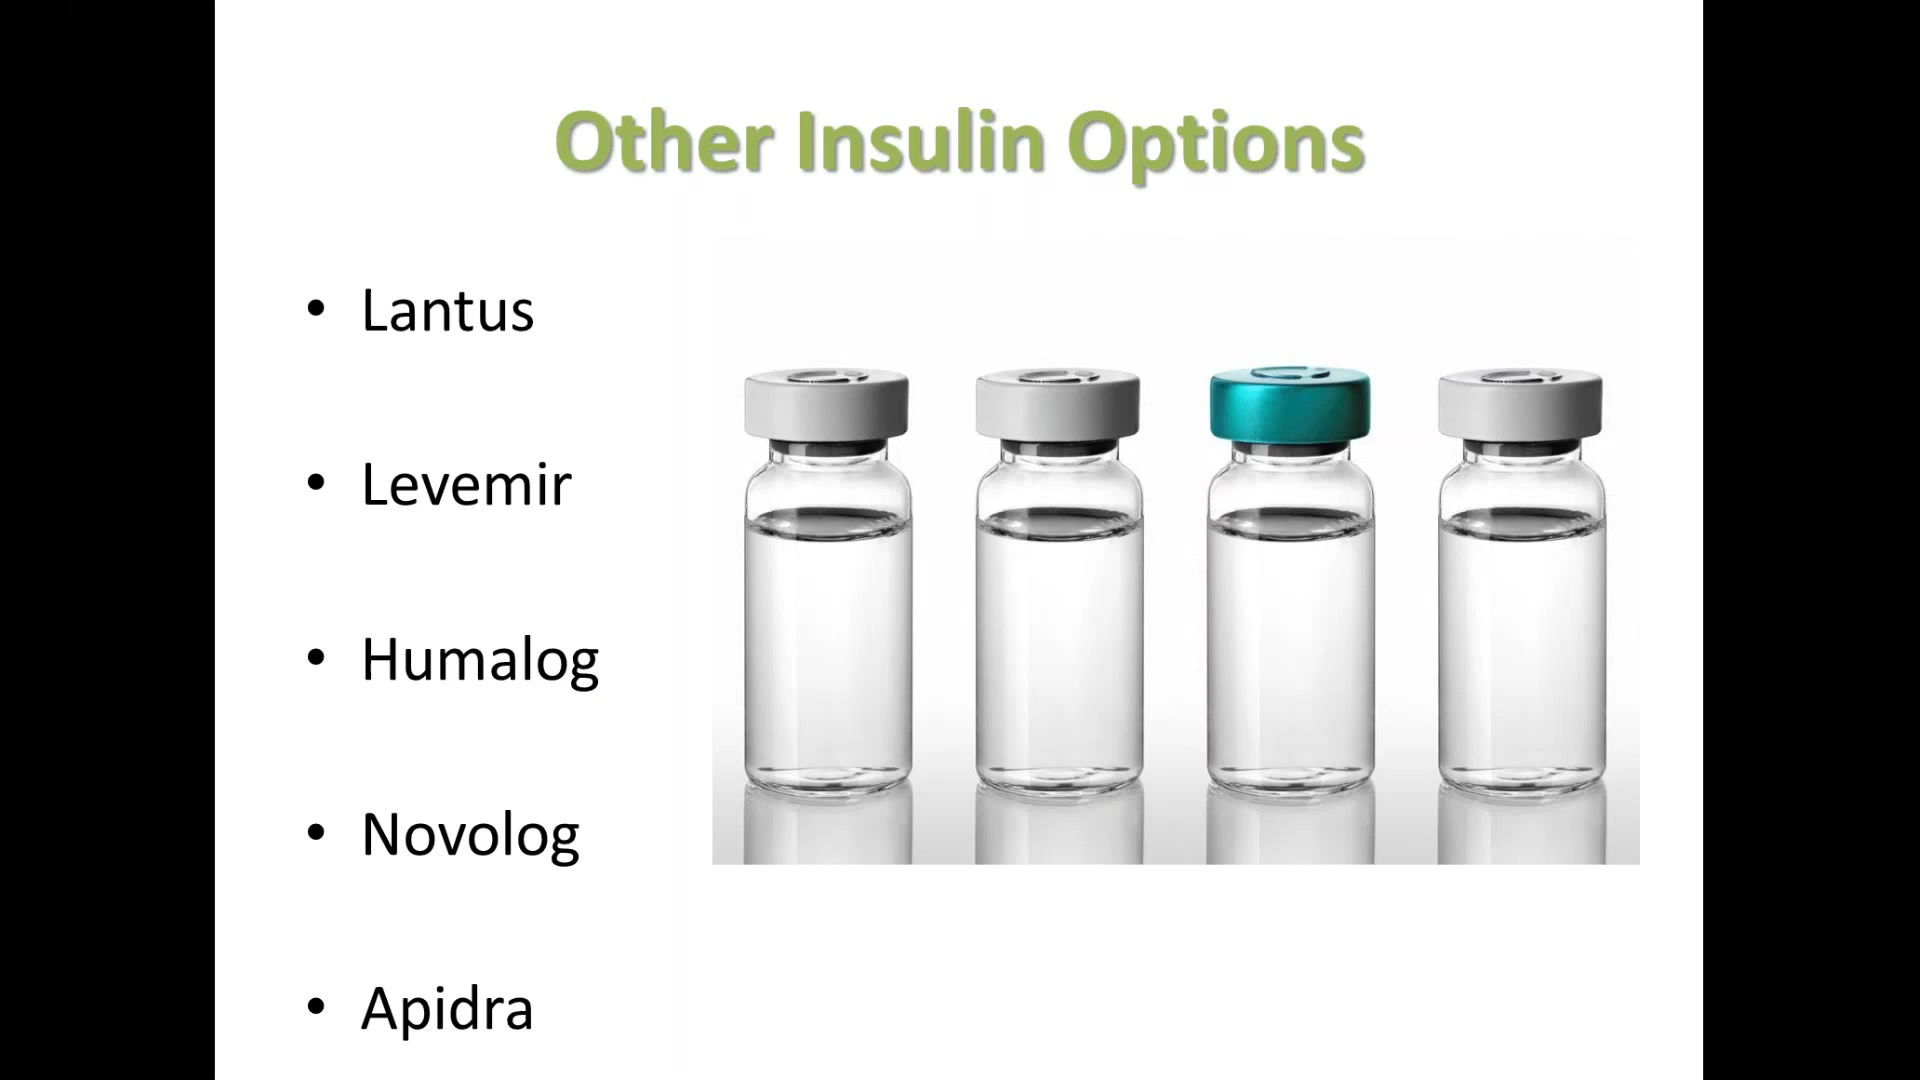 Other Insulin Options
• Lantus
• Levemir
• Humalog
• Novolog
• Apidra